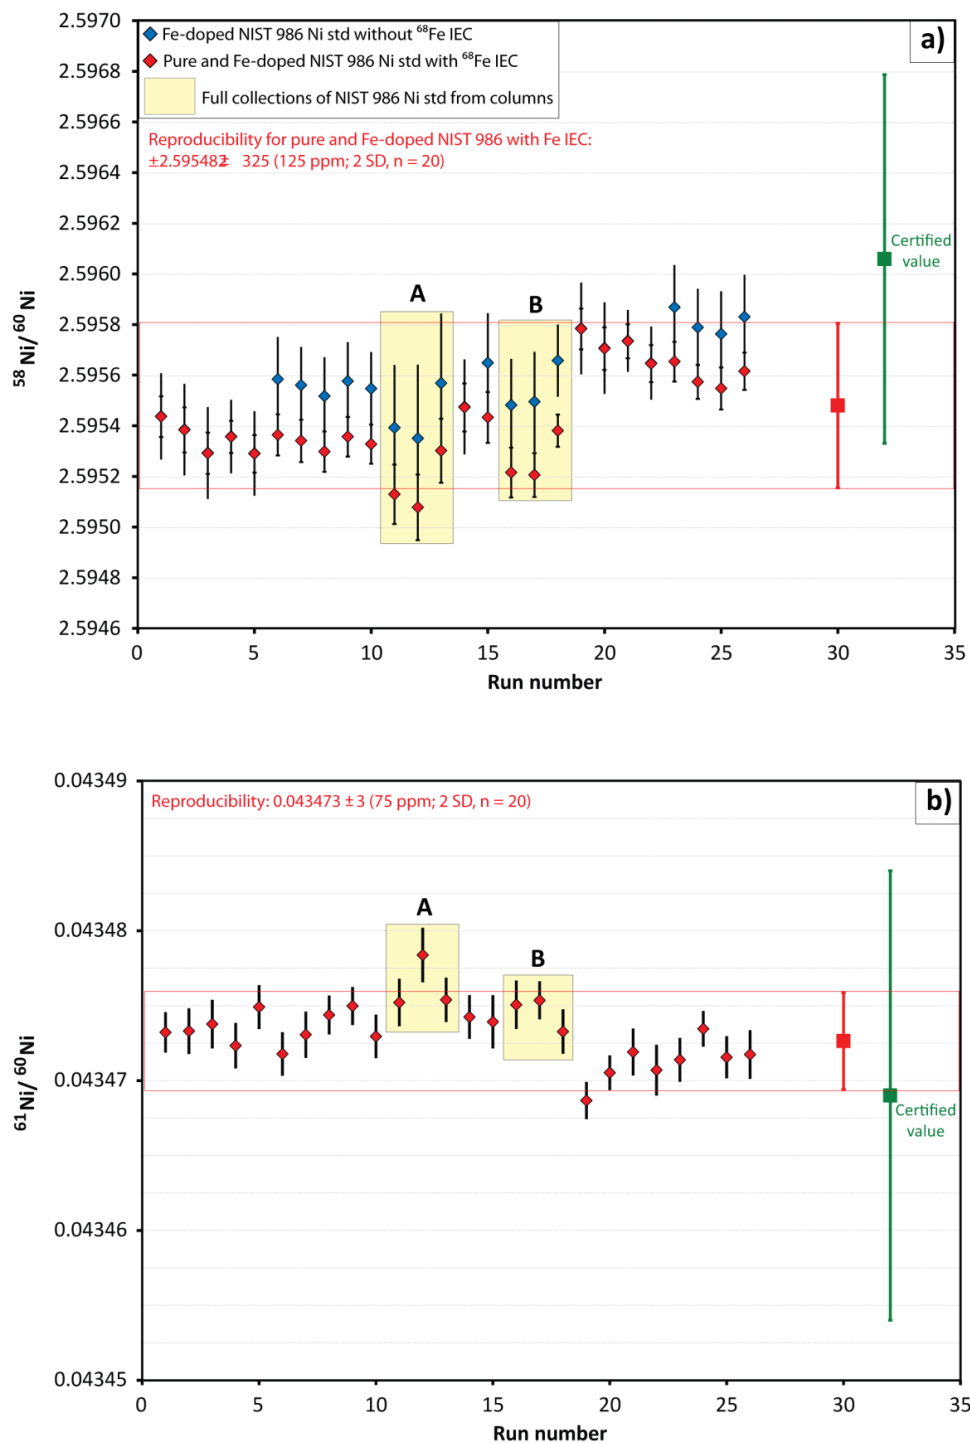 2.5970
2.5968
2.5966
2.5964
2.5962
2.5960
2.5958
2.5956
2.5954
2.5952
2.5950
2.5948
2.5946
⁵⁸Ni/ ⁶⁰Ni
a)
Fe-doped NIST 986 Ni std without ⁶⁸Fe IEC
Pure and Fe-doped NIST 986 Ni std with ⁶⁸Fe IEC
Full collections of NIST 986 Ni std from columns
Reproducibility for pure and Fe-doped NIST 986 with Fe IEC:
±2.595482± 325 (125 ppm; 2 SD, n = 20)
A
B
Certified
value
0 5 10 15 20 25 30 35
Run number
0.04349
0.04348
0.04347
0.04346
0.04345
⁶¹Ni/ ⁶⁰Ni
b)
Reproducibility: 0.043473 ±3 (75 ppm; 2 SD, n = 20)
A
B
Certified
value
0 5 10 15 20 25 30 35
Run number